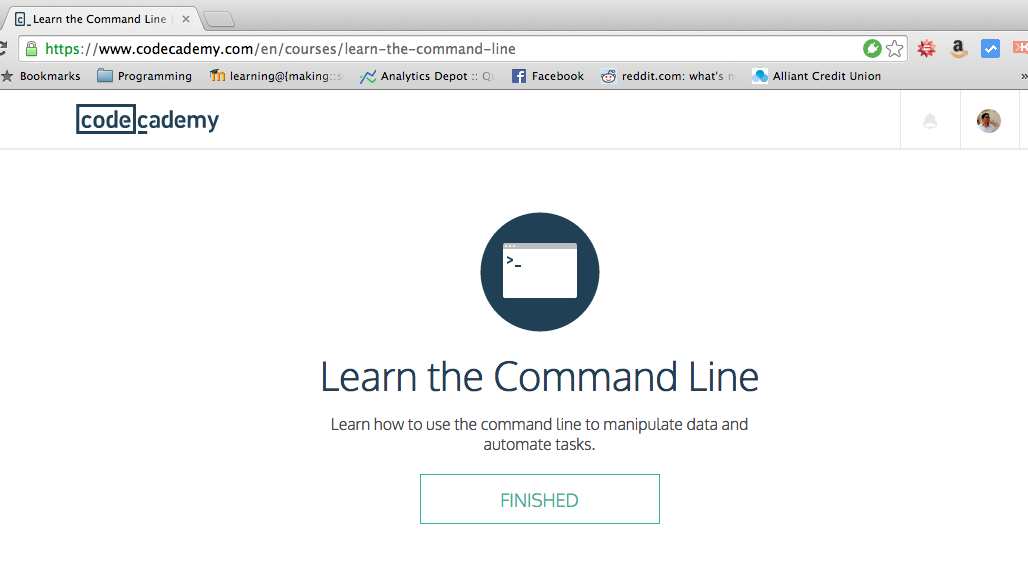 c_ Learn the Command Line
https://www.codecademy.com/en/courses/learn-the-command-line
Bookmarks Programming learning@{making::s Analytics Depot :: Qu Facebook reddit.com: what's n Alliant Credit Union »
codecademy
>_
Learn the Command Line
Learn how to use the command line to manipulate data and
automate tasks.
FINISHED